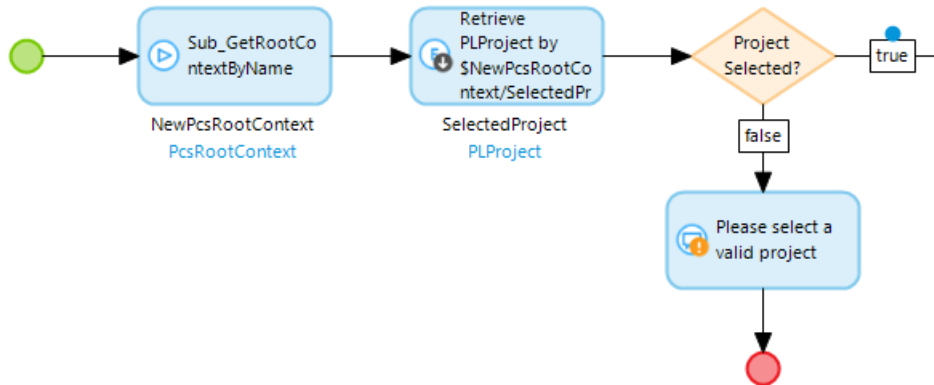 Sub_GetRootCo
ntextByName
NewPcsRootContext
PcsRootContext
Retrieve
PLProject by
$NewPcsRootCo
ntext/SelectedPr
SelectedProject
PLProject
Project
Selected?
true
false
Please select a
valid project